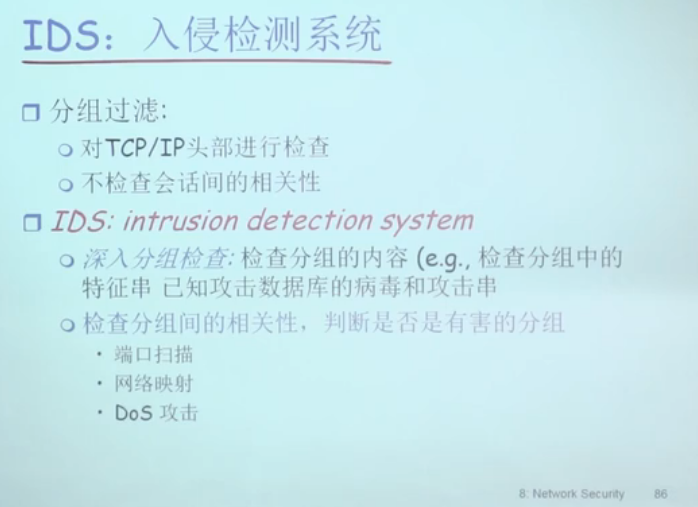 IDS: 入侵检测系统
分组过滤:
对TCP/IP头部进行检查
不检查会话间的相关性
IDS: intrusion detection system
深入分组检查: 检查分组的内容 (e.g., 检查分组中的
特征串 已知攻击数据库的病毒和攻击串
检查分组间的相关性，判断是否是有害的分组
• 端口扫描
• 网络映射
• DoS 攻击
8: Network Security 86